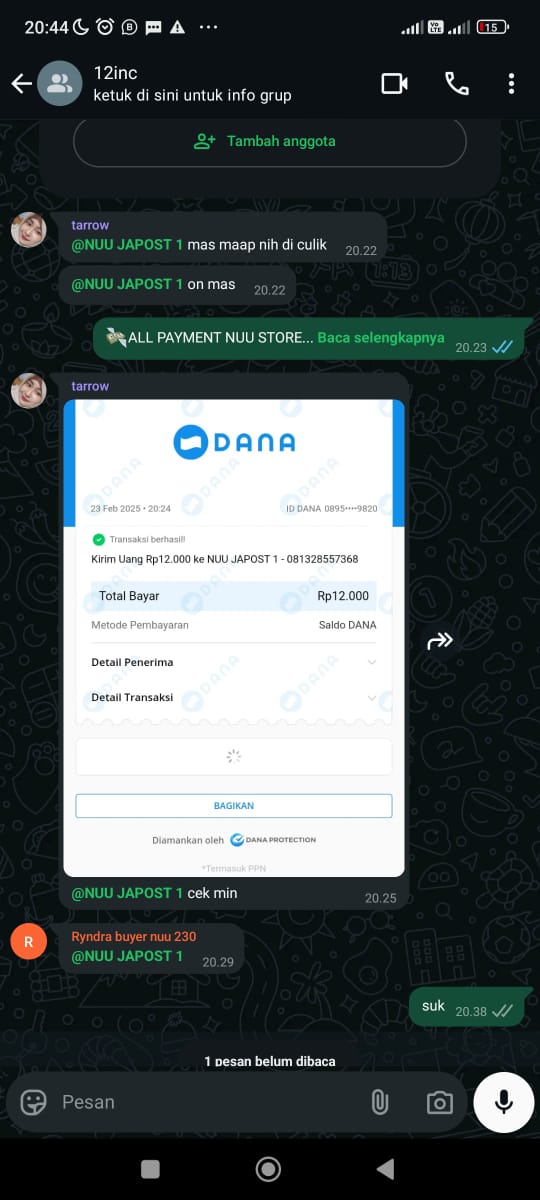 20:44
Vo LTE
15
12inc
ketuk di sini untuk info grup
Tambah anggota
tarrow
@NUU JAPOST 1 mas maap nih di culik 20.22
@NUU JAPOST 1 on mas 20.22
💸ALL PAYMENT NUU STORE... Baca selengkapnya 20.23
tarrow
DANA
23 Feb 2025 • 20:24 ID DANA 0895••••9820
Transaksi berhasil!
Kirim Uang Rp12.000 ke NUU JAPOST 1 - 081328557368
Total Bayar Rp12.000
Metode Pembayaran Saldo DANA
Detail Penerima
Detail Transaksi
BAGIKAN
Diamankan oleh DANA PROTECTION
*Termasuk PPN
@NUU JAPOST 1 cek min 20.25
R
Ryndra buyer nuu 230
@NUU JAPOST 1 20.29
suk 20.38
1 pesan belum dibaca
Pesan